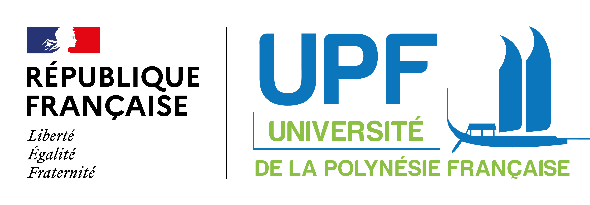 RÉPUBLIQUE
FRANÇAISE
Liberté
Égalité
Fraternité
UPF
UNIVERSITÉ
DE LA POLYNÉSIE FRANÇAISE